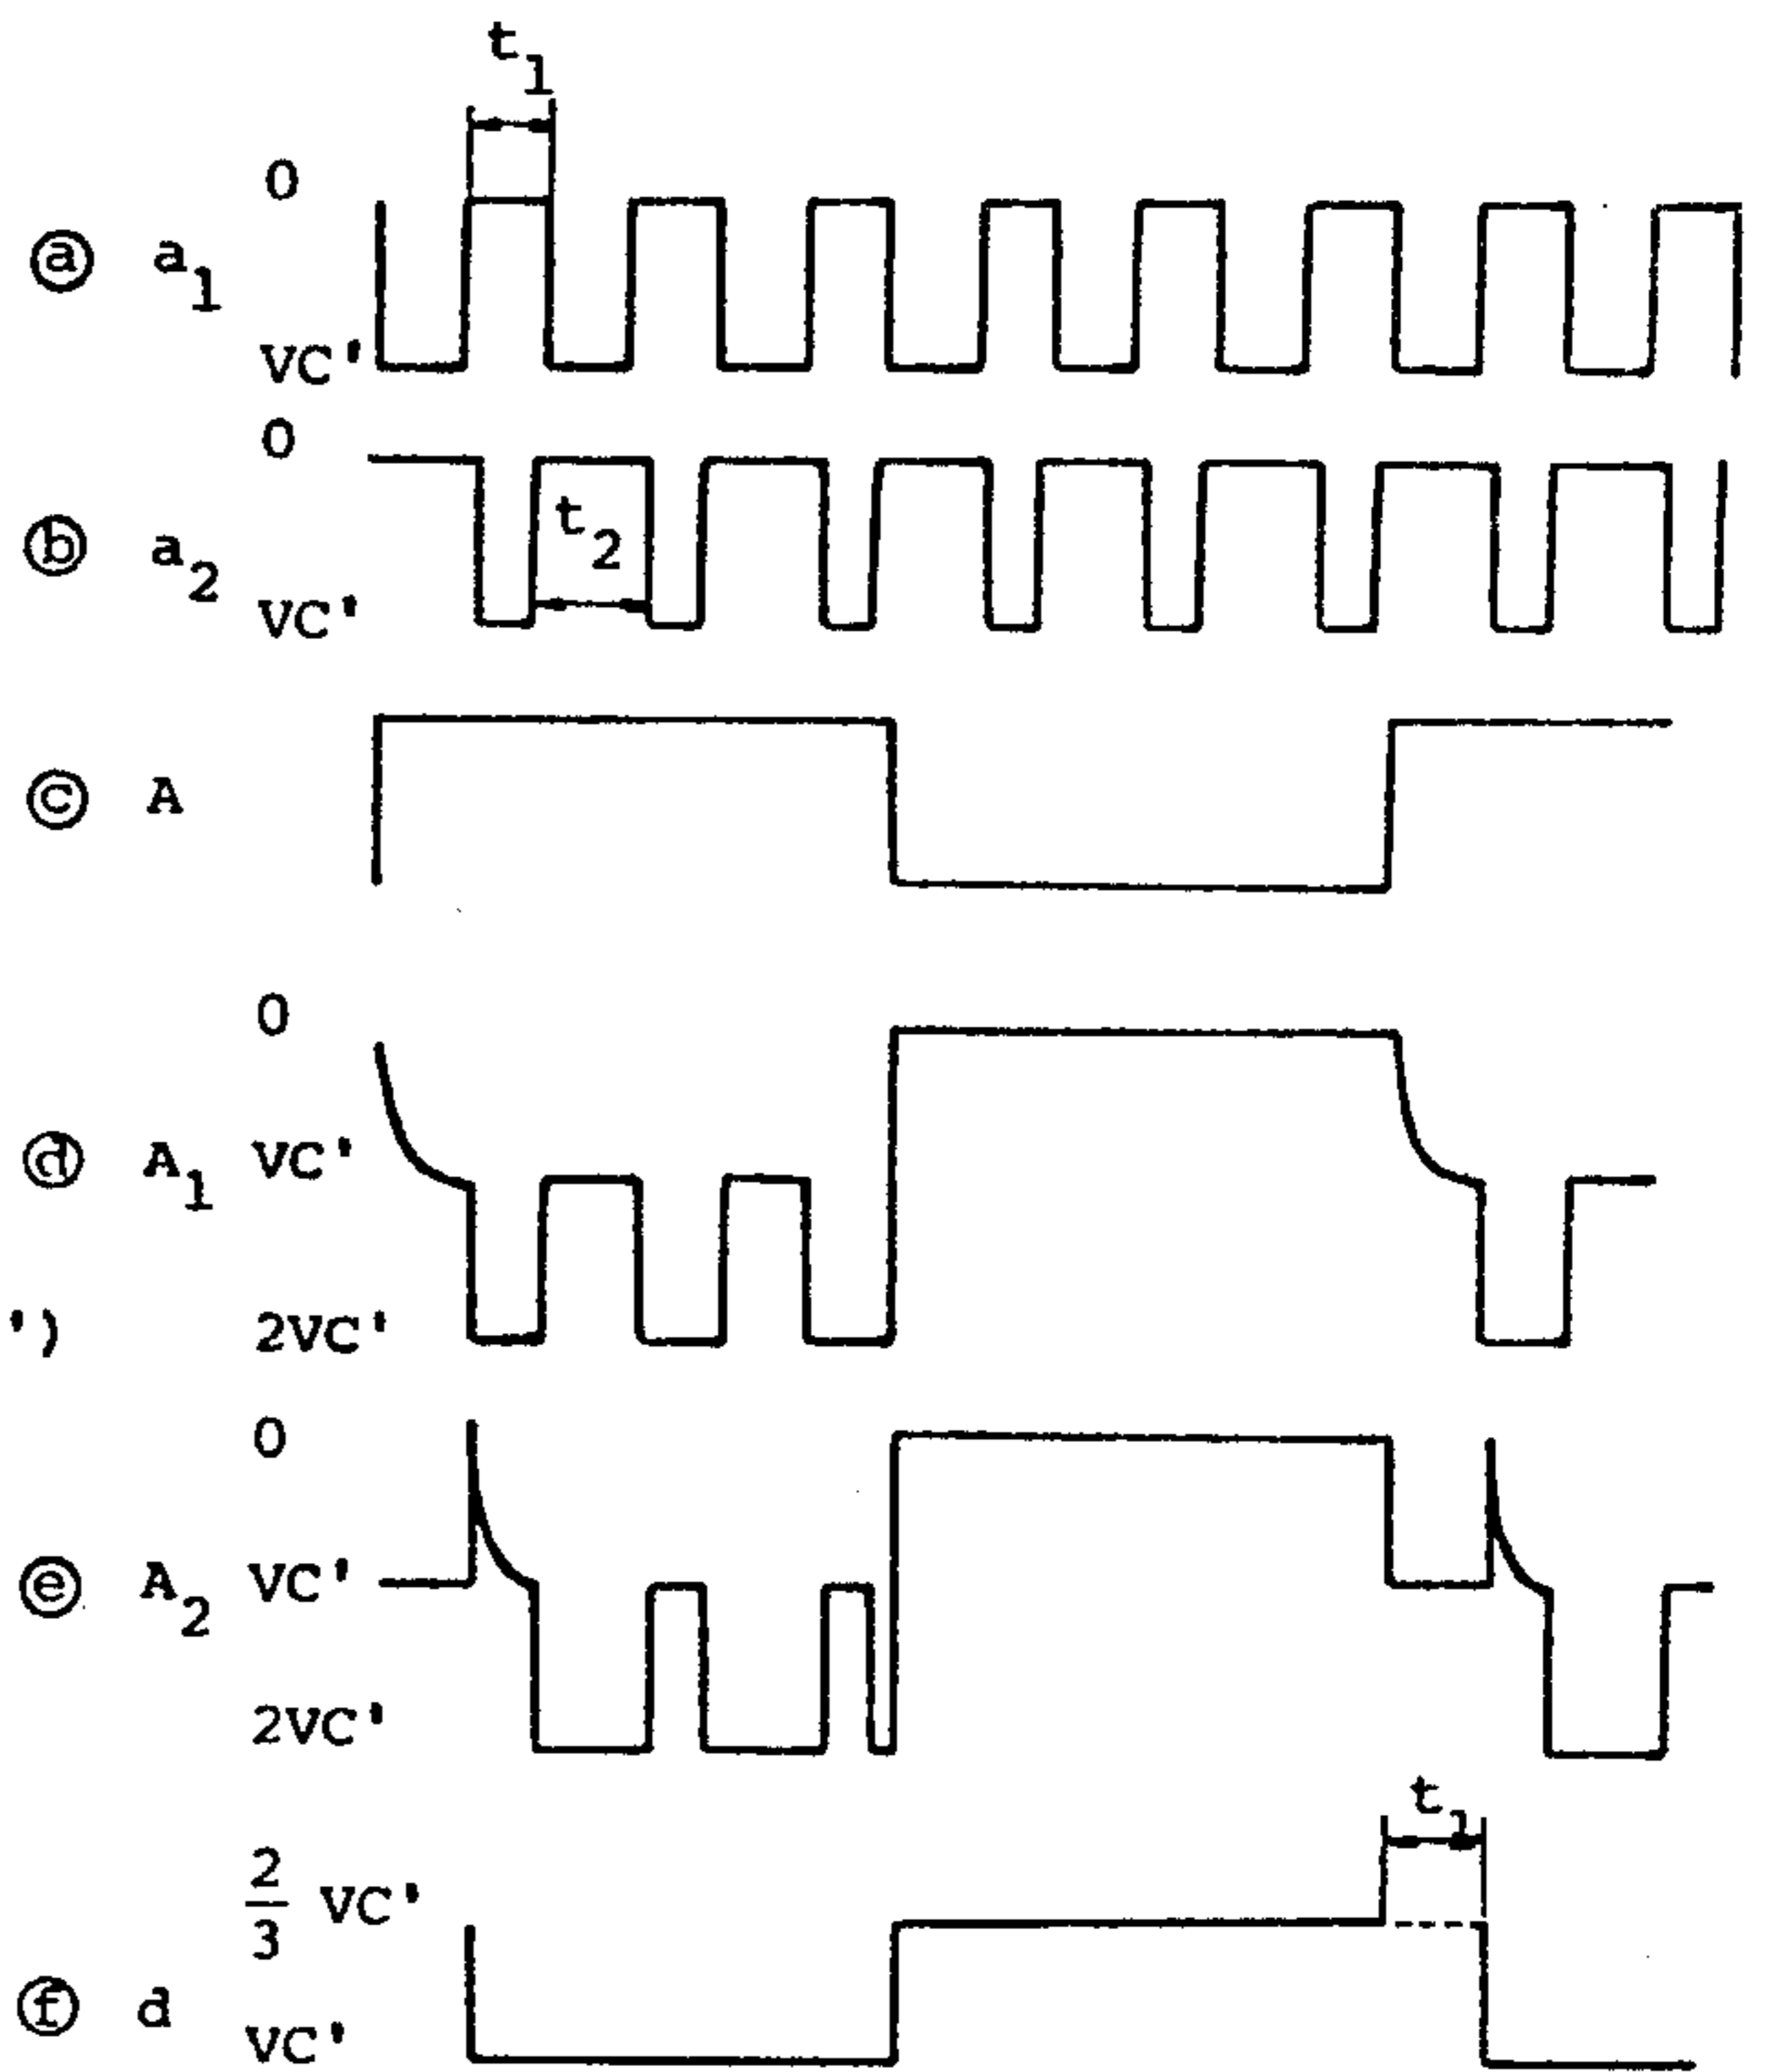 t₁
0
ⓐ a₁
VC'
0
ⓑ a₂ t₂
VC'
ⓒ A
0
ⓓ A₁ VC'
') 2VC'
0
ⓔ A₂ VC'
2VC'
t₁
2/3 VC'
ⓕ d
VC'